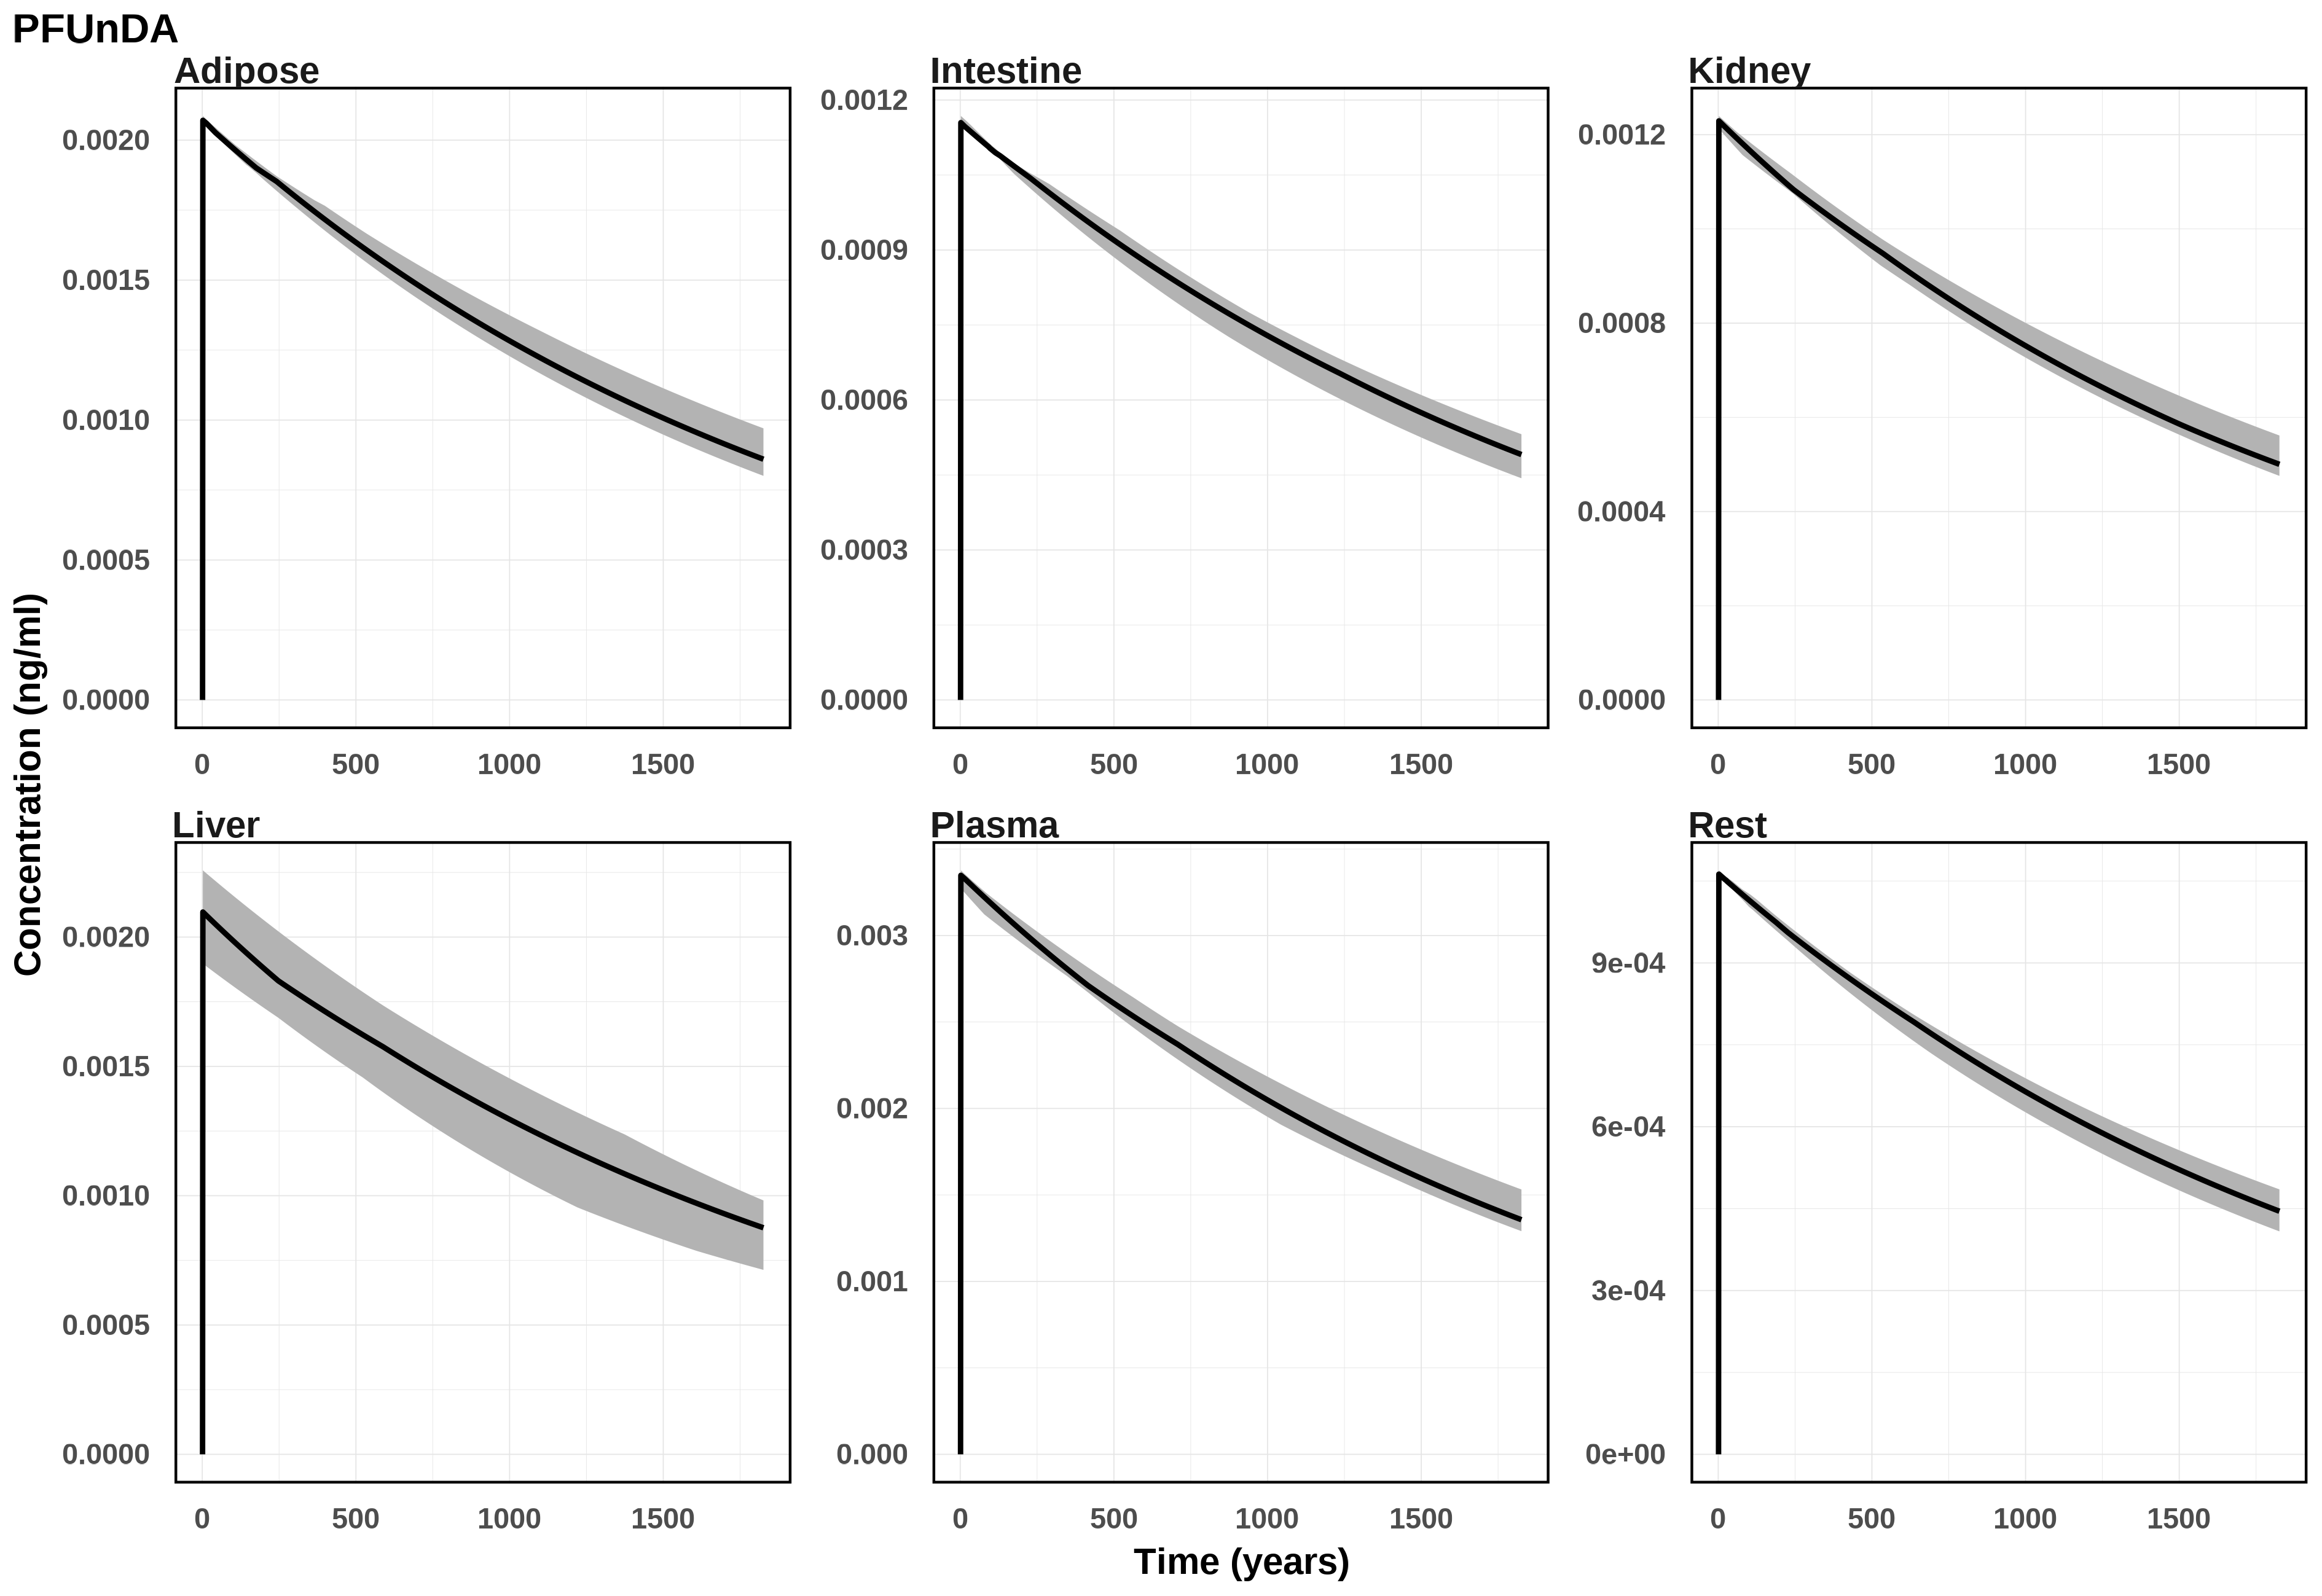 PFUnDA
Adipose
Intestine
Kidney
0.0020
0.0015
0.0010
0.0005
0.0000
0.0012
0.0009
0.0006
0.0003
0.0000
0.0012
0.0008
0.0004
0.0000
0 500 1000 1500
0 500 1000 1500
0 500 1000 1500
Concentration (ng/ml)
Liver
Plasma
Rest
0.0020
0.0015
0.0010
0.0005
0.0000
0.003
0.002
0.001
0.000
9e-04
6e-04
3e-04
0e+00
0 500 1000 1500
0 500 1000 1500
0 500 1000 1500
Time (years)